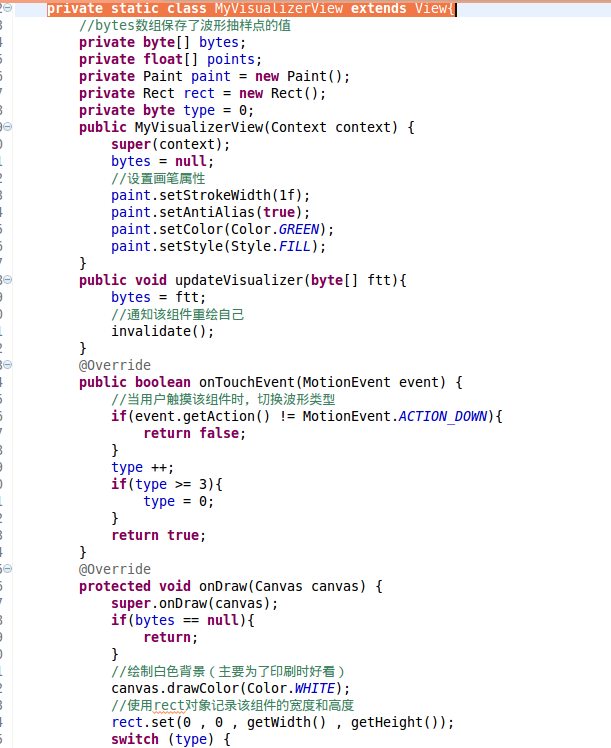 private static class MyVisualizerView extends View{
//bytes数组保存了波形抽样点的值
private byte[] bytes;
private float[] points;
private Paint paint = new Paint();
private Rect rect = new Rect();
private byte type = 0;
public MyVisualizerView(Context context) {
super(context);
bytes = null;
//设置画笔属性
paint.setStrokeWidth(1f);
paint.setAntiAlias(true);
paint.setColor(Color.GREEN);
paint.setStyle(Style.FILL);
}
public void updateVisualizer(byte[] ftt){
bytes = ftt;
//通知该组件重绘自己
invalidate();
}
@Override
public boolean onTouchEvent(MotionEvent event) {
//当用户触摸该组件时，切换波形类型
if(event.getAction() != MotionEvent.ACTION_DOWN){
return false;
}
type ++;
if(type >= 3){
type = 0;
}
return true;
}
@Override
protected void onDraw(Canvas canvas) {
super.onDraw(canvas);
if(bytes == null){
return;
}
//绘制白色背景（主要为了印刷时好看）
canvas.drawColor(Color.WHITE);
//使用rect对象记录该组件的宽度和高度
rect.set(0 , 0 , getWidth() , getHeight());
switch (type) {